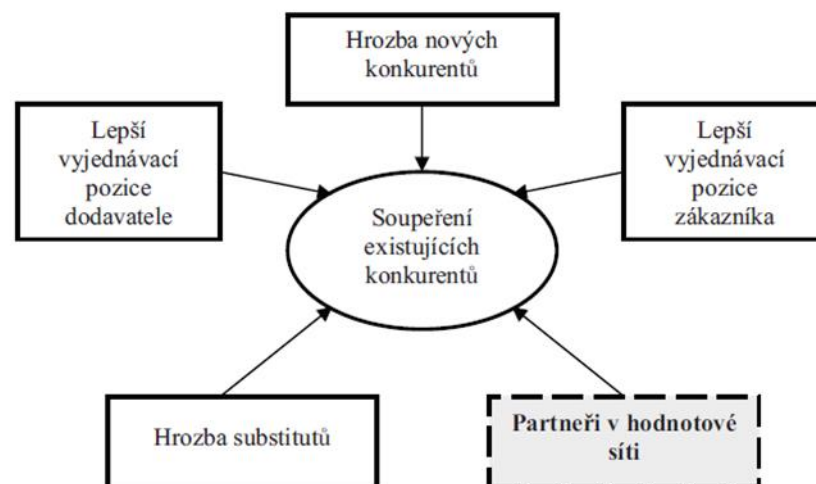 Hrozba nových
konkurentů
Lepší
vyjednávací
pozice
dodavatele
Lepší
vyjednávací
pozice
zákazníka
Soupeření
existujících
konkurentů
Hrozba substitutů
Partneři v hodnotové
síti